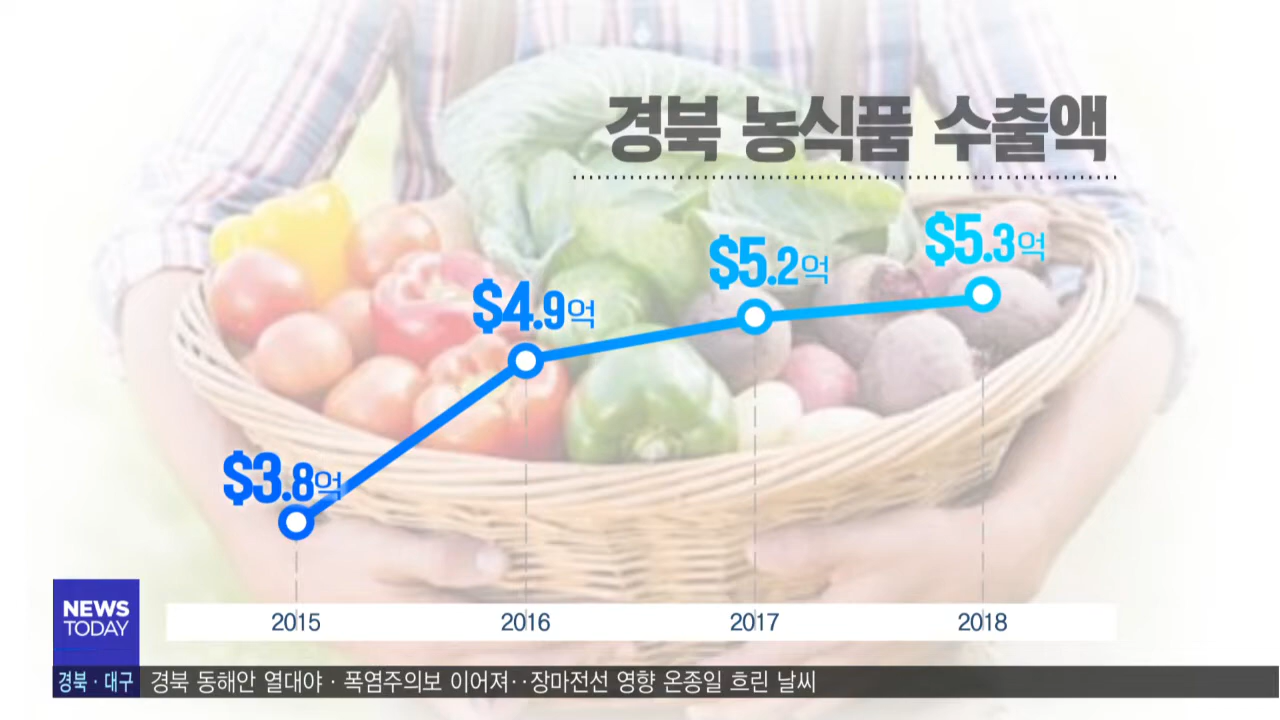 경북 농식품 수출액
$3.8억
$4.9억
$5.2억
$5.3억
2015 2016 2017 2018
NEWS
TODAY
경북·대구 경북 동해안 열대야·폭염주의보 이어져··장마전선 영향 온종일 흐린 날씨